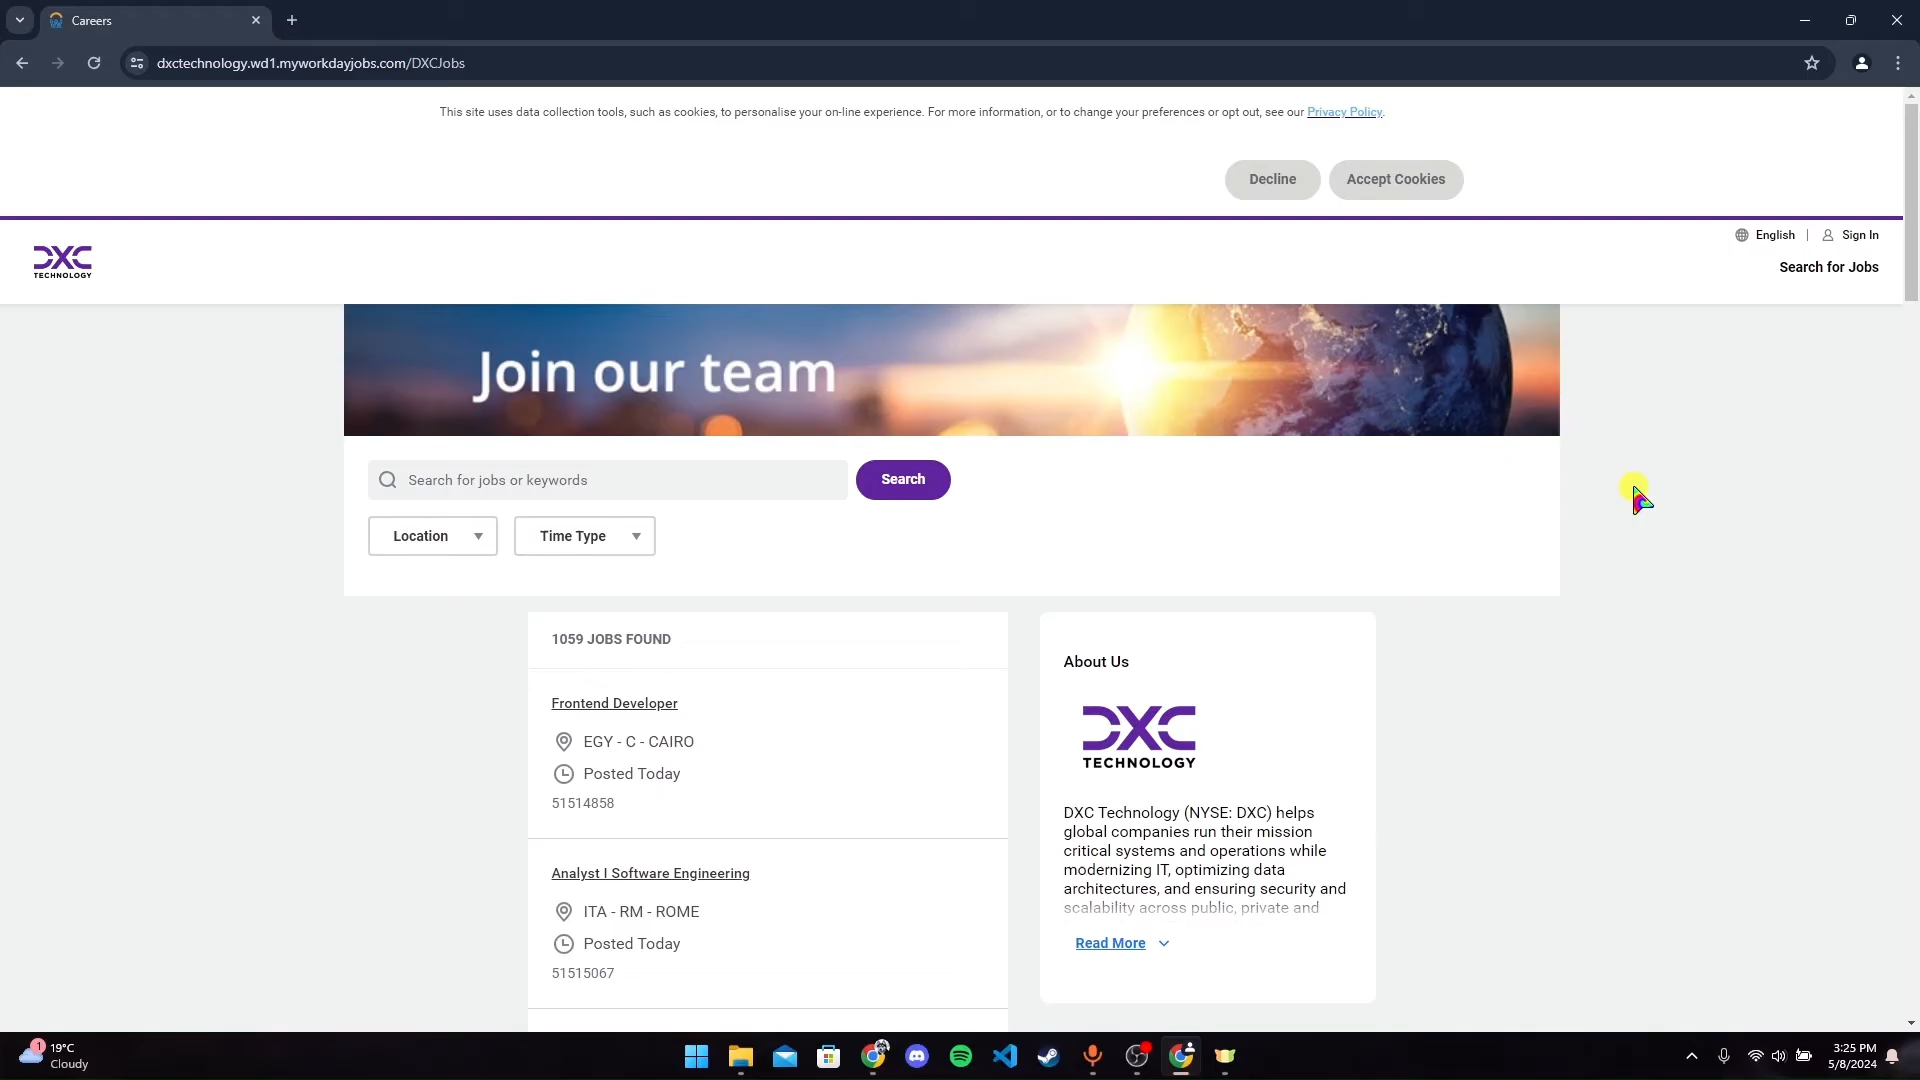 Careers
dxctechnology.wd1.myworkdayjobs.com/DXCJobs
This site uses data collection tools, such as cookies, to personalise your on-line experience. For more information, or to change your preferences or opt out, see our Privacy Policy.
Decline
Accept Cookies
DXC
TECHNOLOGY
English | Sign In
Search for Jobs
Join our team
Search for jobs or keywords
Search
Location
Time Type
1059 JOBS FOUND
Frontend Developer
EGY - C - CAIRO
Posted Today
51514858
Analyst I Software Engineering
ITA - RM - ROME
Posted Today
51515067
About Us
DXC
TECHNOLOGY
DXC Technology (NYSE: DXC) helps
global companies run their mission
critical systems and operations while
modernizing IT, optimizing data
architectures, and ensuring security and
scalability across public, private and
Read More
1
19°C
Cloudy
3:25 PM
5/8/2024